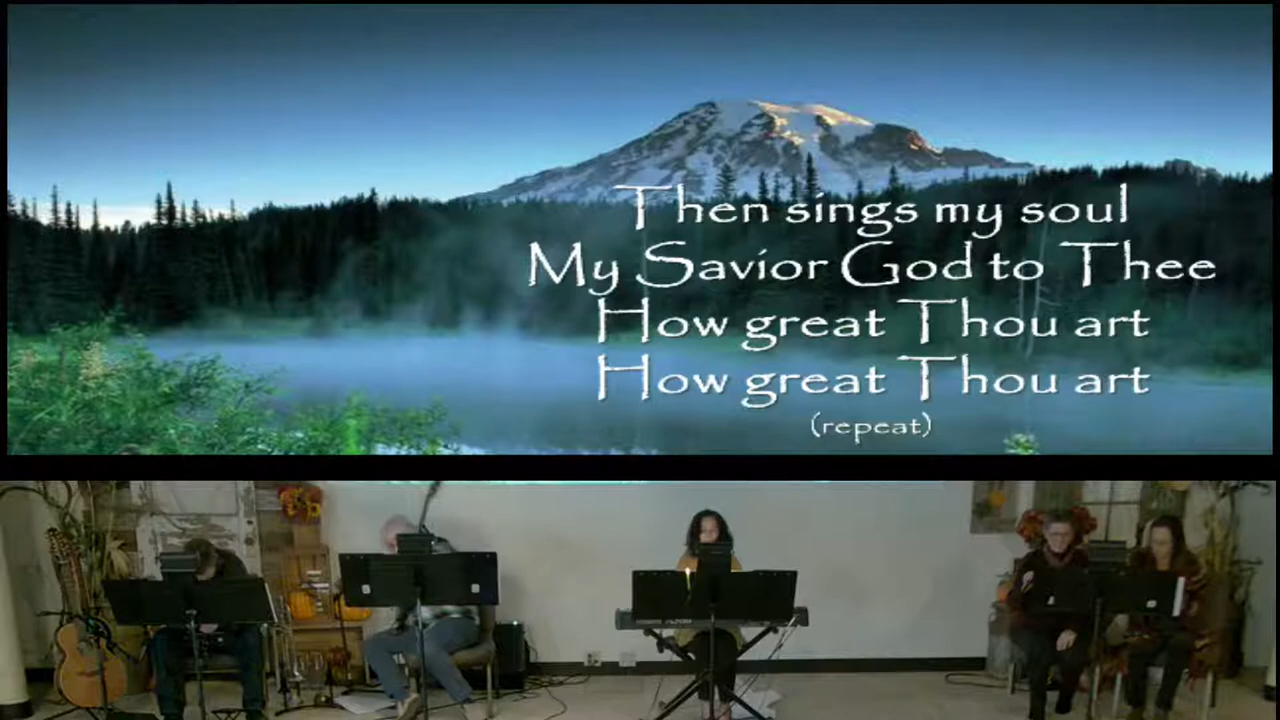 Then sings my soul
My Savior God to Thee
How great Thou art
How great Thou art
(repeat)